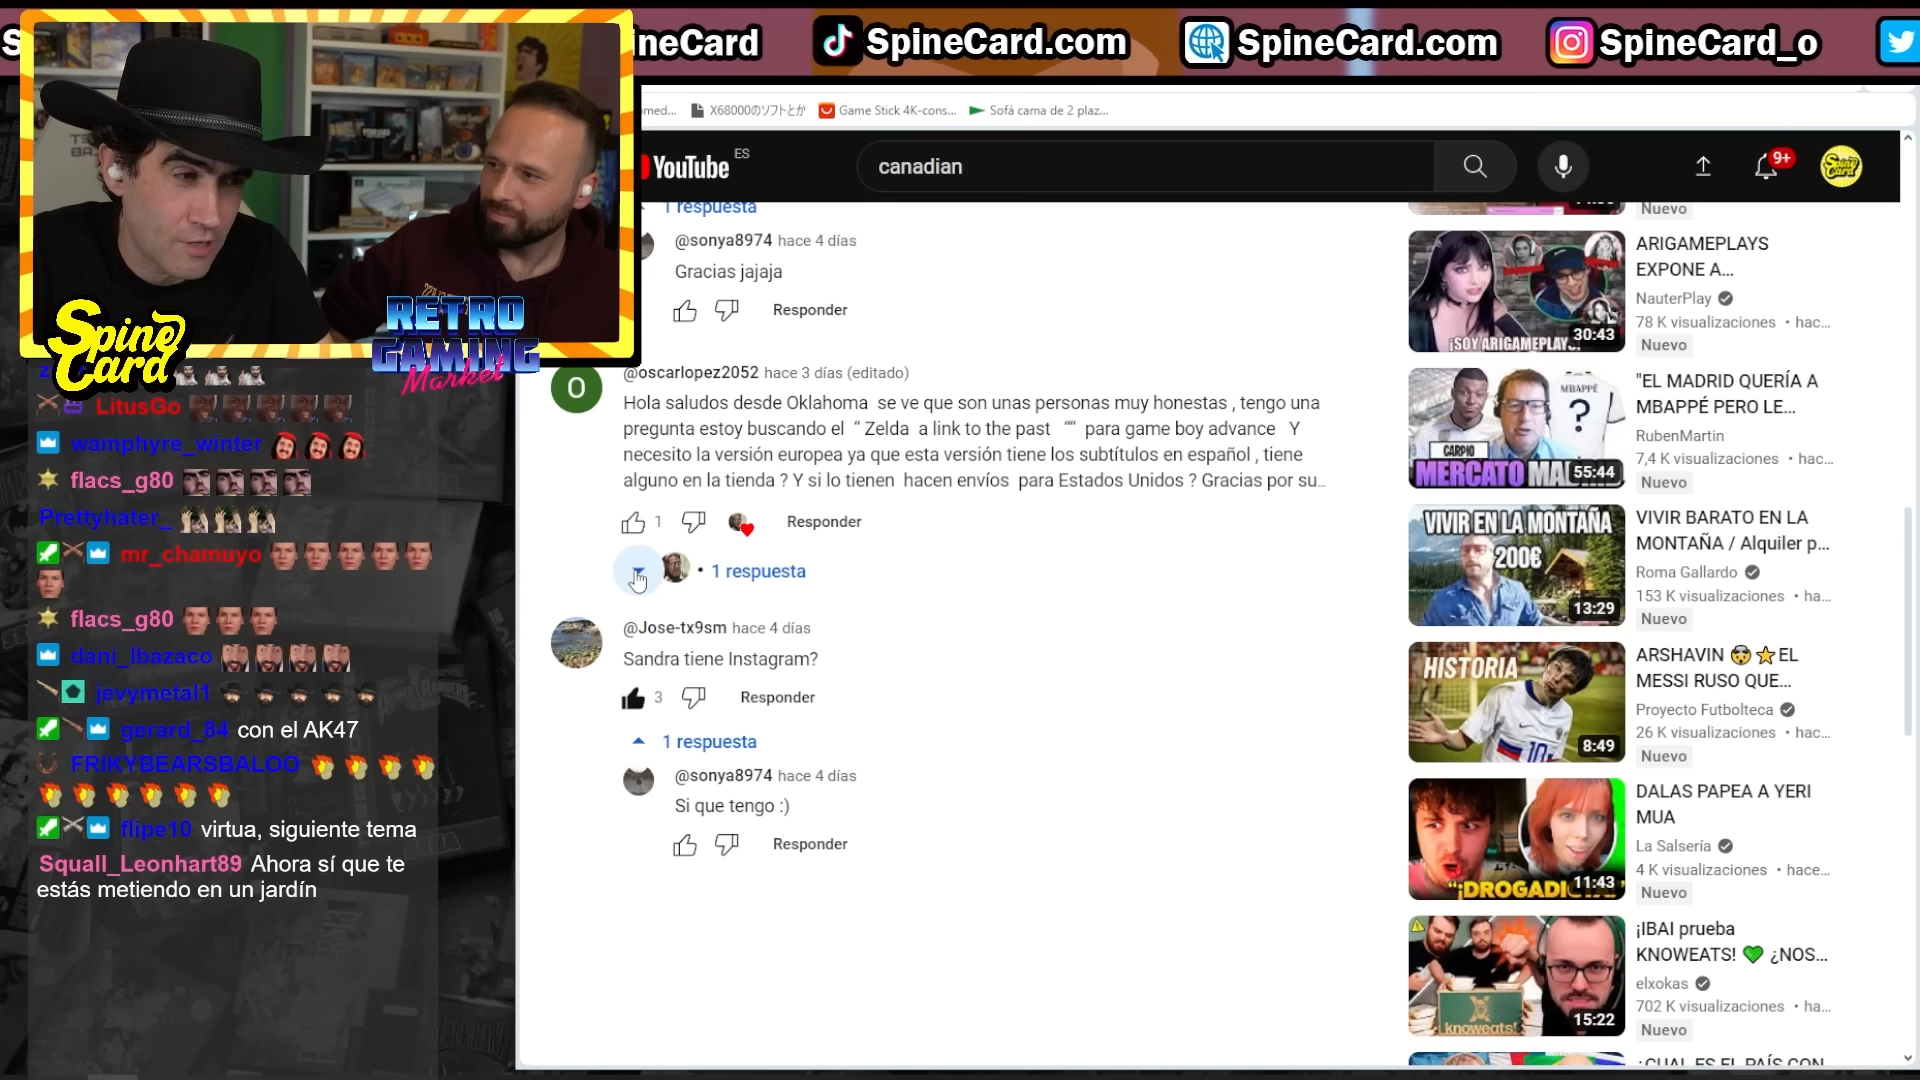 ineCard
SpineCard.com
SpineCard.com
SpineCard_o
X68000のソフトとか
Game Stick 4K-cons...
Sofá cama de 2 plaz...
YouTube ES
canadian
9+
Spine Card
RETRO
GAMING
Market
1 respuesta
@sonya8974 hace 4 días
Gracias jajaja
Responder
@oscarlopez2052 hace 3 días (editado)
O
Hola saludos desde Oklahoma se ve que son unas personas muy honestas , tengo una
pregunta estoy buscando el “ Zelda a link to the past "“ para game boy advance Y
necesito la versión europea ya que esta versión tiene los subtítulos en español , tiene
alguno en la tienda ? Y si lo tienen hacen envíos para Estados Unidos ? Gracias por su...
1
Responder
• 1 respuesta
@Jose-tx9sm hace 4 días
Sandra tiene Instagram?
3
Responder
1 respuesta
@sonya8974 hace 4 días
Si que tengo :)
Responder
LitusGo
wamphyre_winter
flacs_g80
Prettyhater_
mr_chamuyo
flacs_g80
dani_lbazaco
jevymetal1
gerard_84 con el AK47
FRIKYBEARSBALOO
flipe10 virtua, siguiente tema
Squall_Leonhart89 Ahora sí que te
estás metiendo en un jardín
Nuevo
¡SOY ARIGAMEPLAYS
30:43
ARIGAMEPLAYS
EXPONE A...
NauterPlay
78 K visualizaciones • hac...
Nuevo
MBAPPÉ
?
CARPIO
55:44
"EL MADRID QUERÍA A
MBAPPÉ PERO LE...
RubenMartin
7,4 K visualizaciones • hac...
Nuevo
VIVIR EN LA MONTAÑA
200€
13:29
VIVIR BARATO EN LA
MONTAÑA / Alquiler p...
Roma Gallardo
153 K visualizaciones • ha...
Nuevo
HISTORIA
10
8:49
ARSHAVIN 🤯⭐EL
MESSI RUSO QUE...
Proyecto Futbolteca
26 K visualizaciones • hac...
Nuevo
11:43
DALAS PAPEA A YERI
MUA
La Salsería
4 K visualizaciones • hace...
Nuevo
knoweats!
15:22
¡IBAI prueba
KNOWEATS! 💚 ¿NOS...
elxokas
702 K visualizaciones • ha...
Nuevo
¿CUAL ES EL PAÍS CON